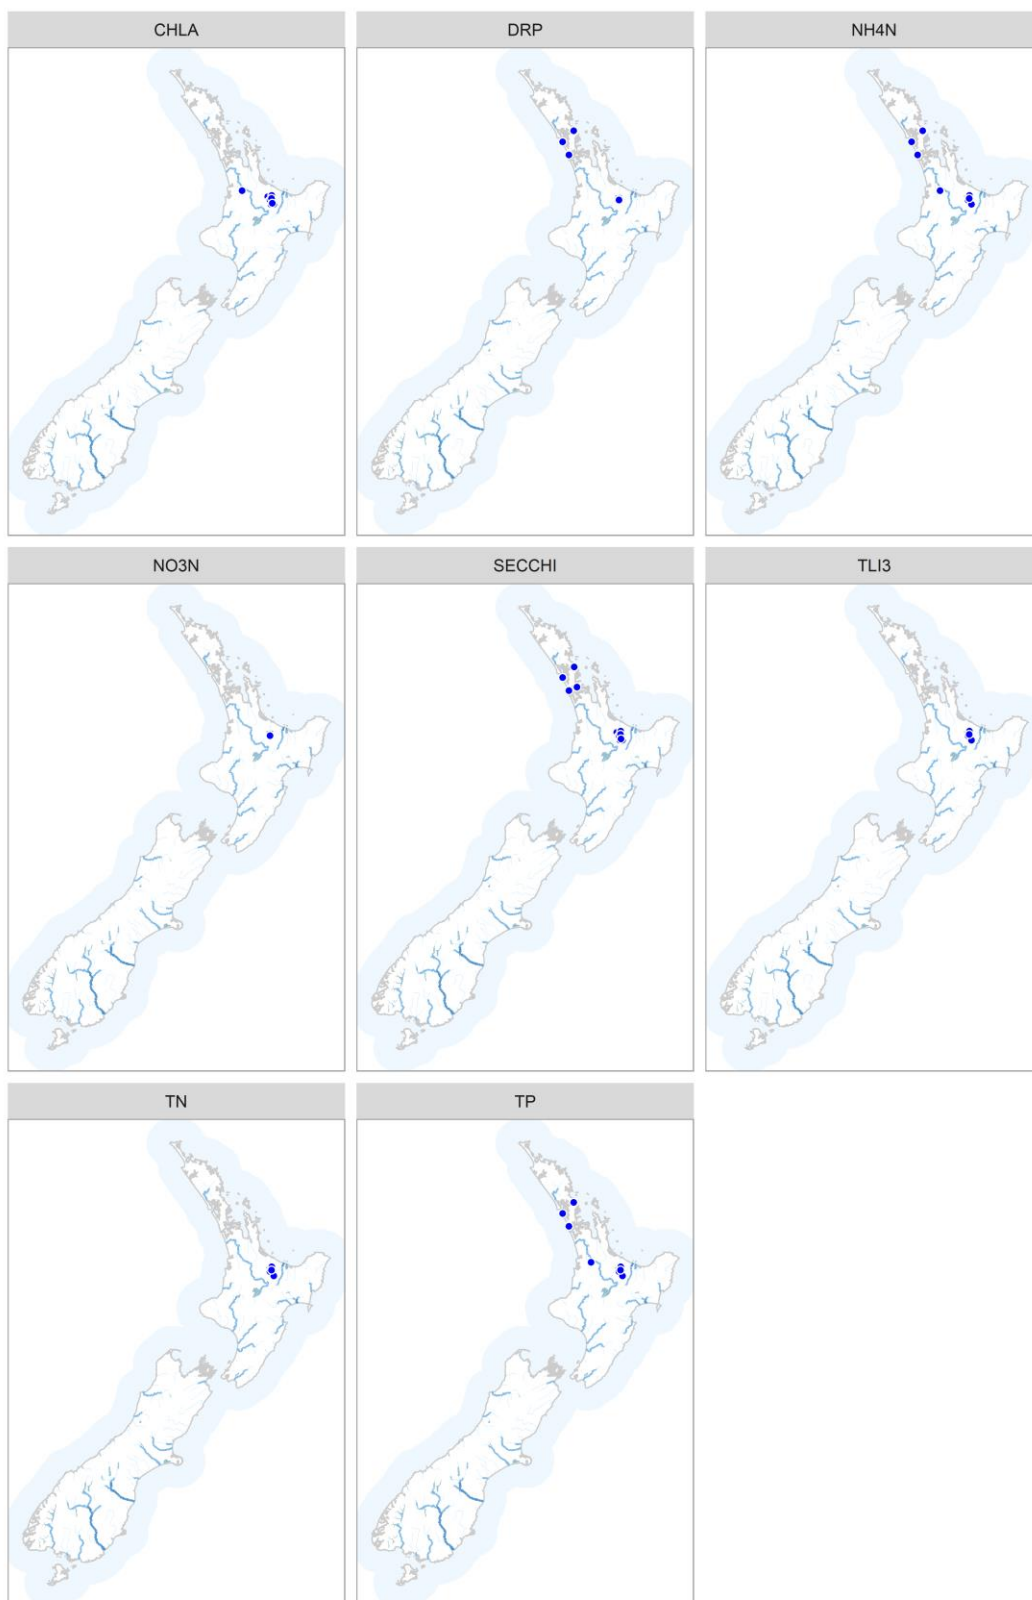 CHLA
DRP
NH4N
NO3N
SECCHI
TLI3
TN
TP